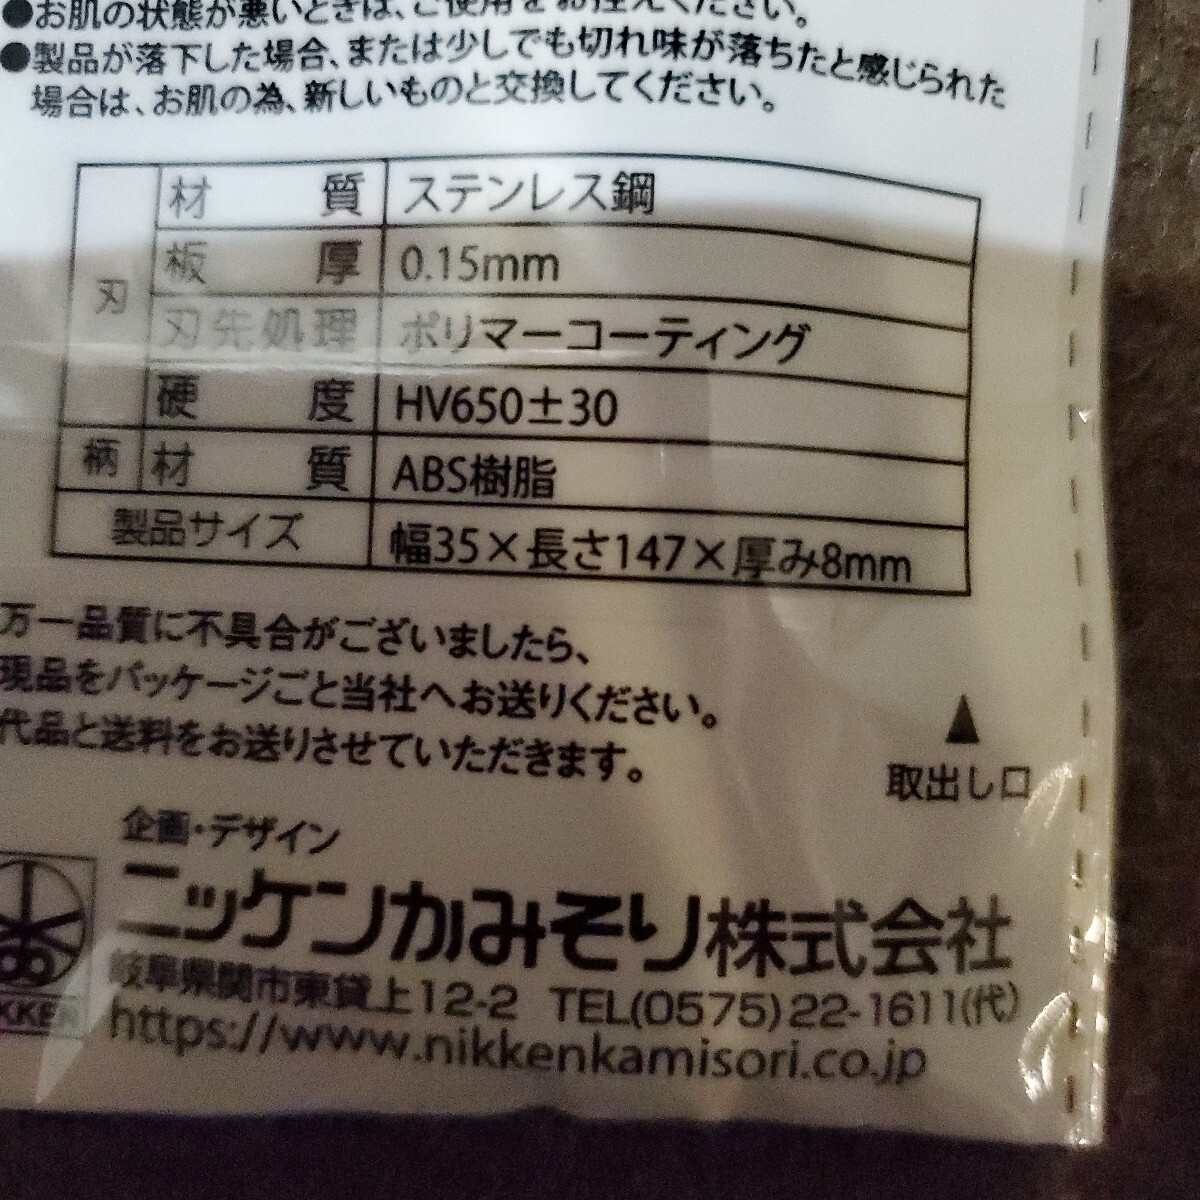 ●お肌の状態が悪いときは、ご使用をお控えください。
●製品が落下した場合、または少しでも切れ味が落ちたと感じられた
場合は、お肌の為、新しいものと交換してください。
刃 材質 ステンレス鋼
板厚 0.15mm
刃先処理 ポリマーコーティング
硬度 HV650±30
柄 材質 ABS樹脂
製品サイズ 幅35×長さ147×厚み8mm
万一品質に不具合がございましたら、
現品をパッケージごと当社へお送りください。
代品と送料をお送りさせていただきます。
▲
取出し口
企画・デザイン
ニッケンかみそり株式会社
岐阜県関市東貸上12-2 TEL(0575)22-1611(代)
https://www.nikkenkamisori.co.jp